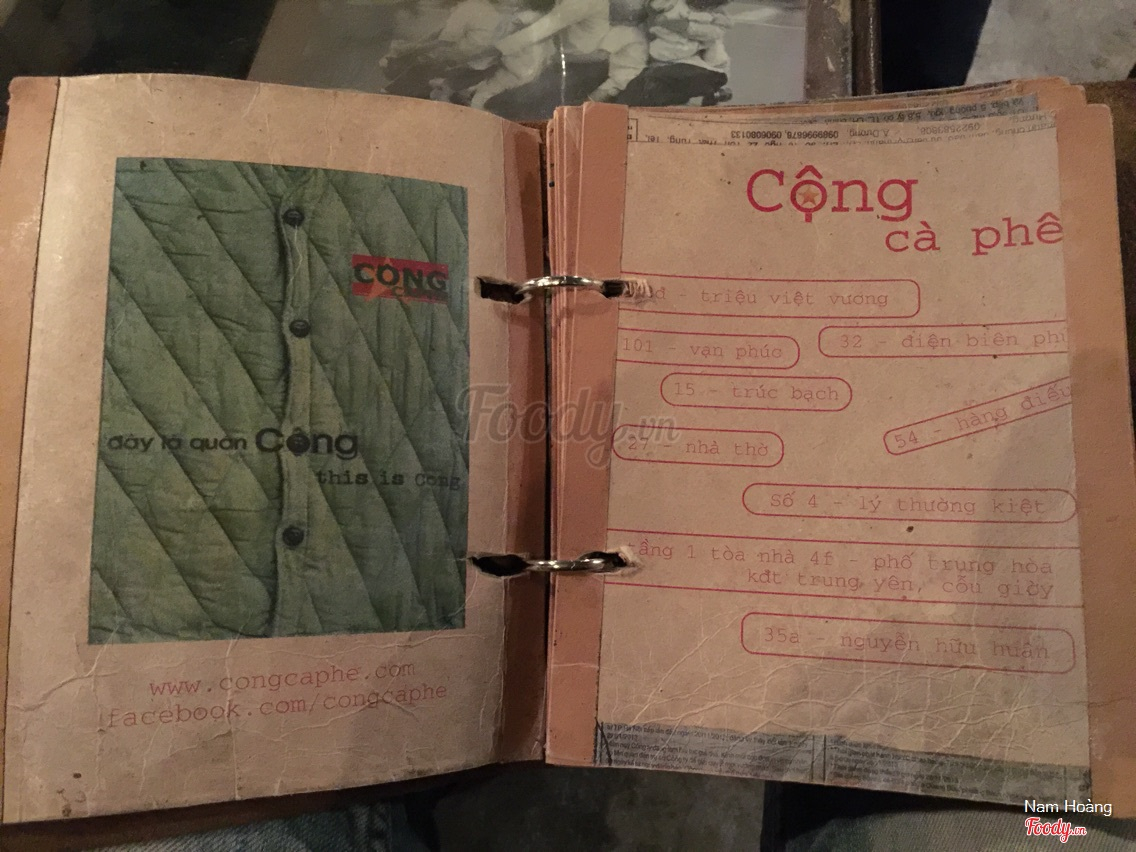 CỘNG
đây là quán Cộng
this is Cong
www.congcaphe.com
facebook.com/congcaphe
0989996678, 0906080133
Cộng
cà phê
- triệu việt vương
101 - vạn phúc
32 - điện biên phủ
15 - trúc bạch
54 - hàng điếu
27 - nhà thờ
Số 4 - lý thường kiệt
tầng 1 tòa nhà 4f - phố trung hòa
kđt trung yên, cầu giấy
35a - nguyễn hữu huân
Foody.vn
Nam Hoàng
Foody.vn